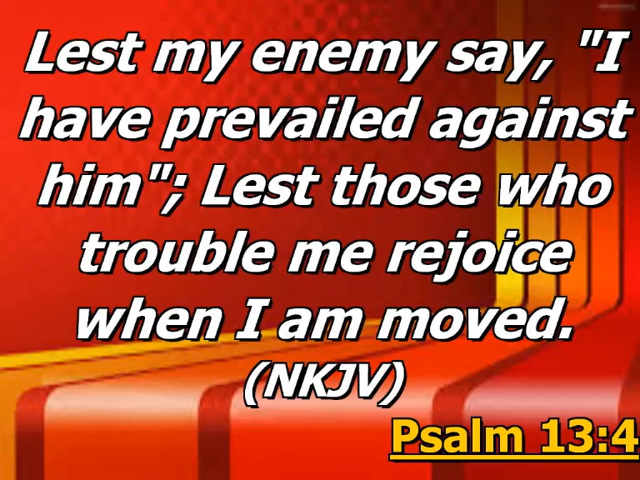 Lest my enemy say, "I
have prevailed against
him"; Lest those who
trouble me rejoice
when I am moved.
(NKJV)
Psalm 13:4